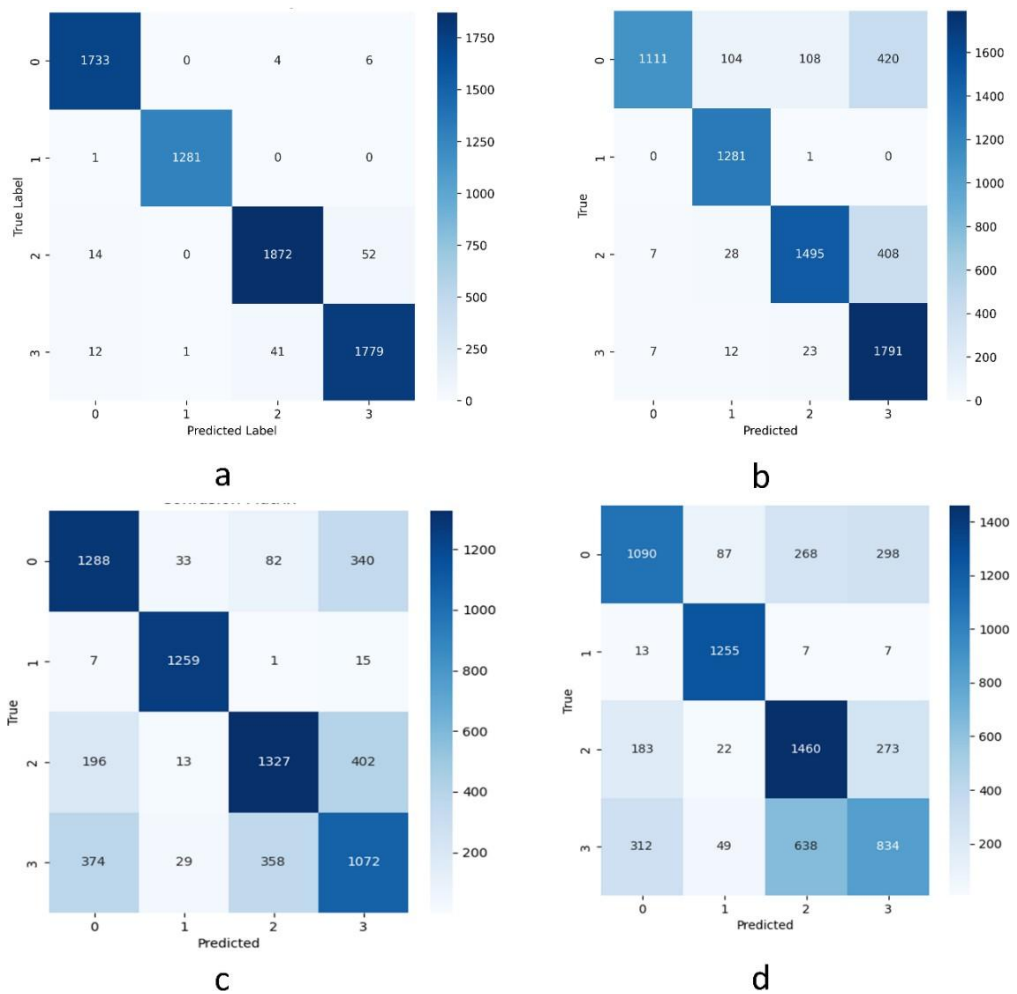 0 1733 0 4 6
1 1 1281 0 0
2 14 0 1872 52
3 12 1 41 1779
0 1 2 3
Predicted Label
True Label
1750
1500
1250
1000
750
500
250
0
a
0 1111 104 108 420
1 0 1281 1 0
2 7 28 1495 408
3 7 12 23 1791
0 1 2 3
Predicted
True
1600
1400
1200
1000
800
600
400
200
0
b
0 1288 33 82 340
1 7 1259 1 15
2 196 13 1327 402
3 374 29 358 1072
0 1 2 3
Predicted
True
1200
1000
800
600
400
200
c
0 1090 87 268 298
1 13 1255 7 7
2 183 22 1460 273
3 312 49 638 834
0 1 2 3
Predicted
True
1400
1200
1000
800
600
400
200
d